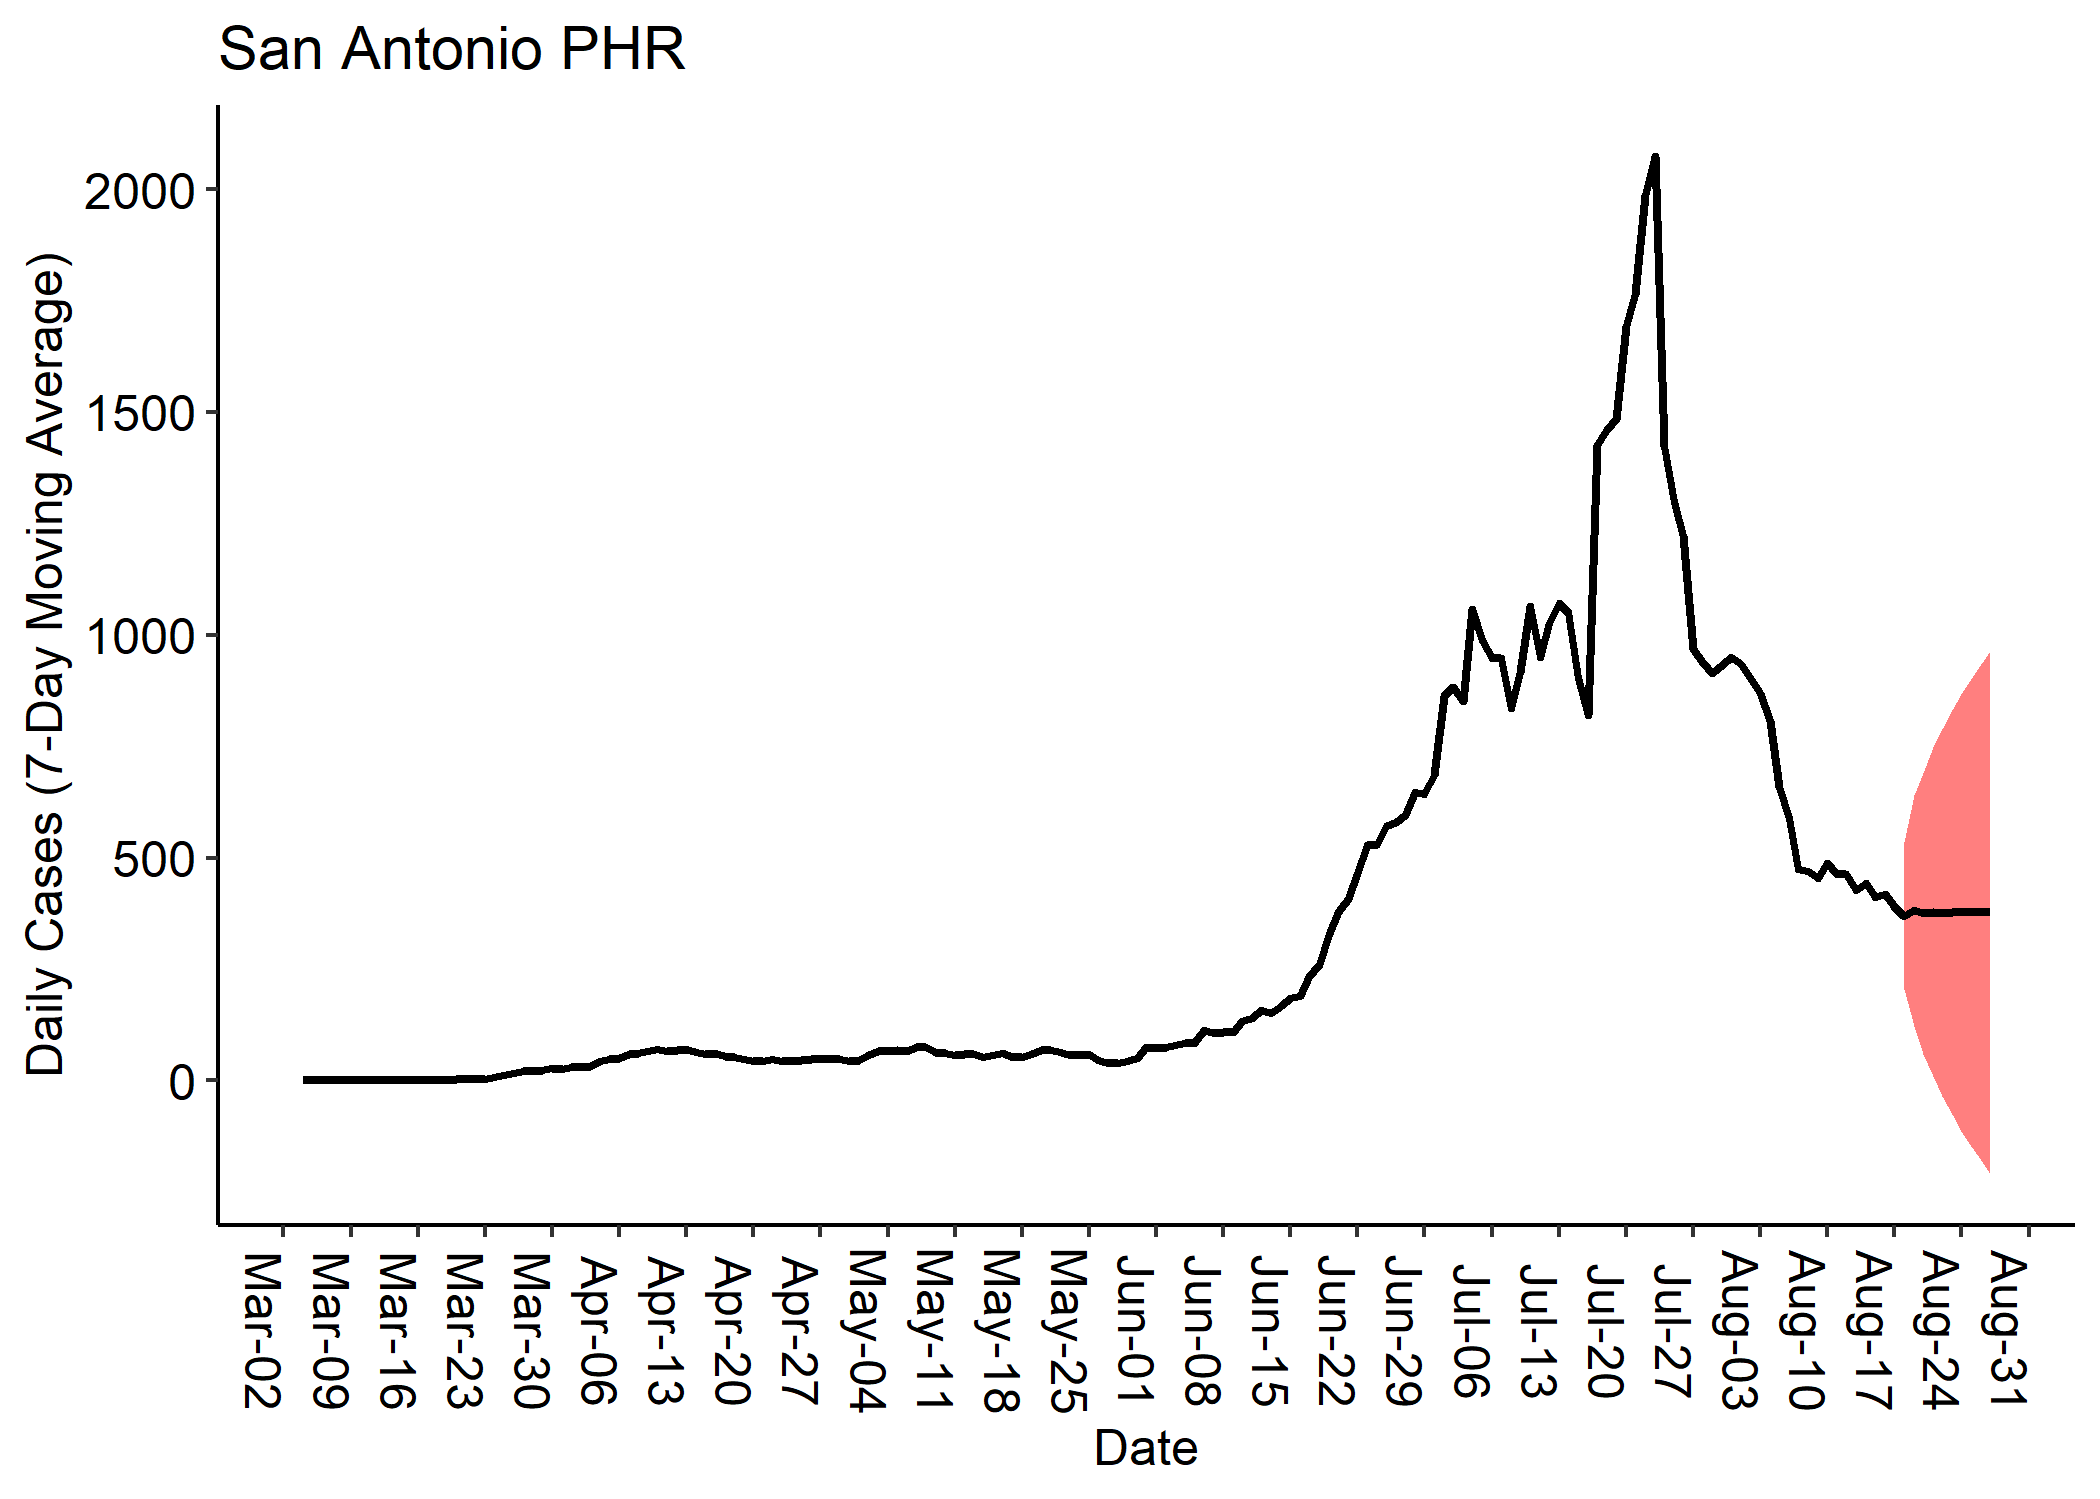 San Antonio PHR
Daily Cases (7-Day Moving Average)
2000
1500
1000
500
0
Mar-02
Mar-09
Mar-16
Mar-23
Mar-30
Apr-06
Apr-13
Apr-20
Apr-27
May-04
May-11
May-18
May-25
Jun-01
Jun-08
Jun-15
Jun-22
Jun-29
Jul-06
Jul-13
Jul-20
Jul-27
Aug-03
Aug-10
Aug-17
Aug-24
Aug-31
Date